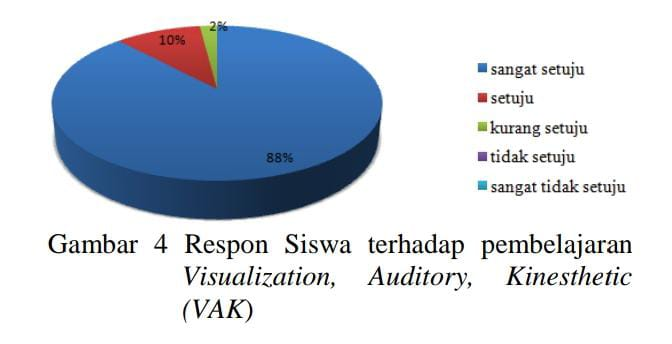 2%
10%
88%
sangat setuju
setuju
kurang setuju
tidak setuju
sangat tidak setuju
Gambar 4 Respon Siswa terhadap pembelajaran
Visualization, Auditory, Kinesthetic
(VAK)